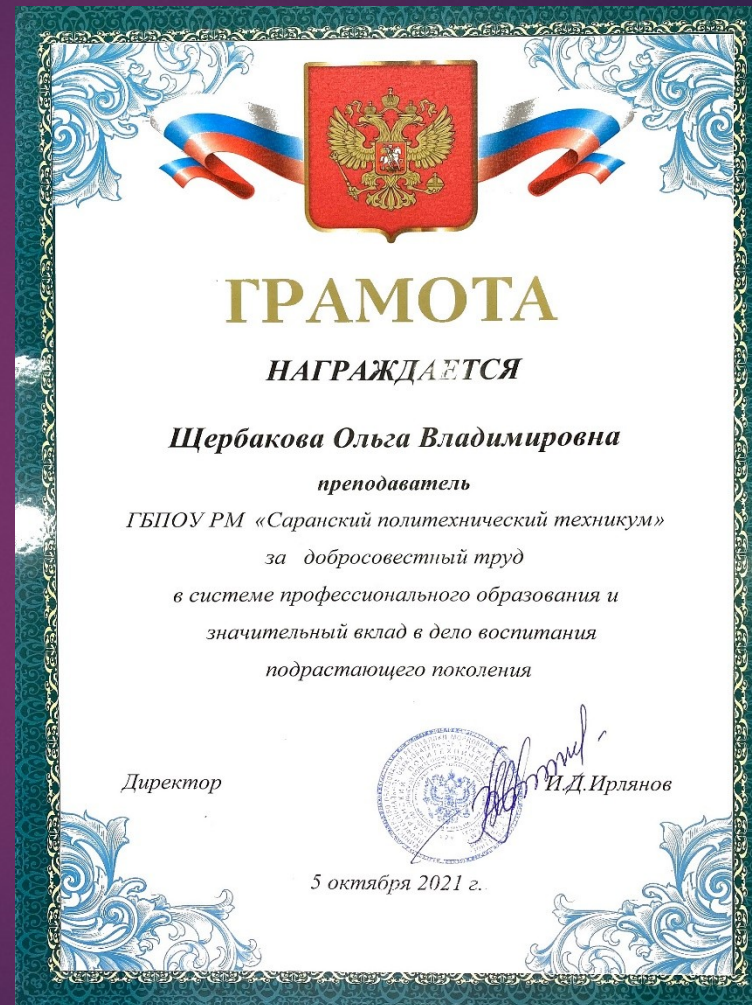 ГРАМОТА
НАГРАЖДАЕТСЯ
Щербакова Ольга Владимировна
преподаватель
ГБПОУ РМ «Саранский политехнический техникум»
за добросовестный труд
в системе профессионального образования и
значительный вклад в дело воспитания
подрастающего поколения
Директор И.Д.Ирлянов
5 октября 2021 г.